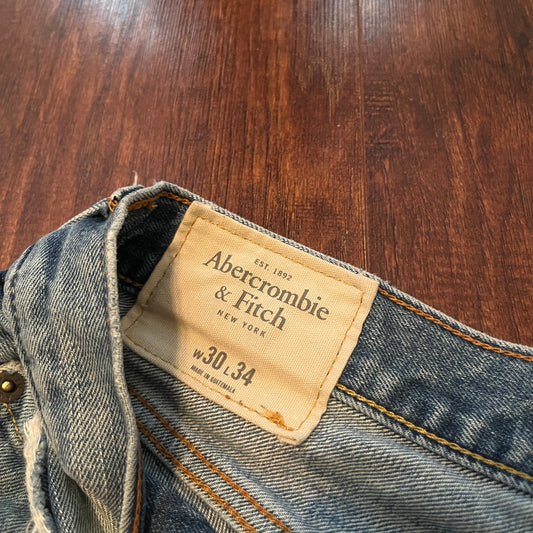 EST. 1892
Abercrombie
& Fitch
NEW YORK
W30 L34
MADE IN GUATEMALA